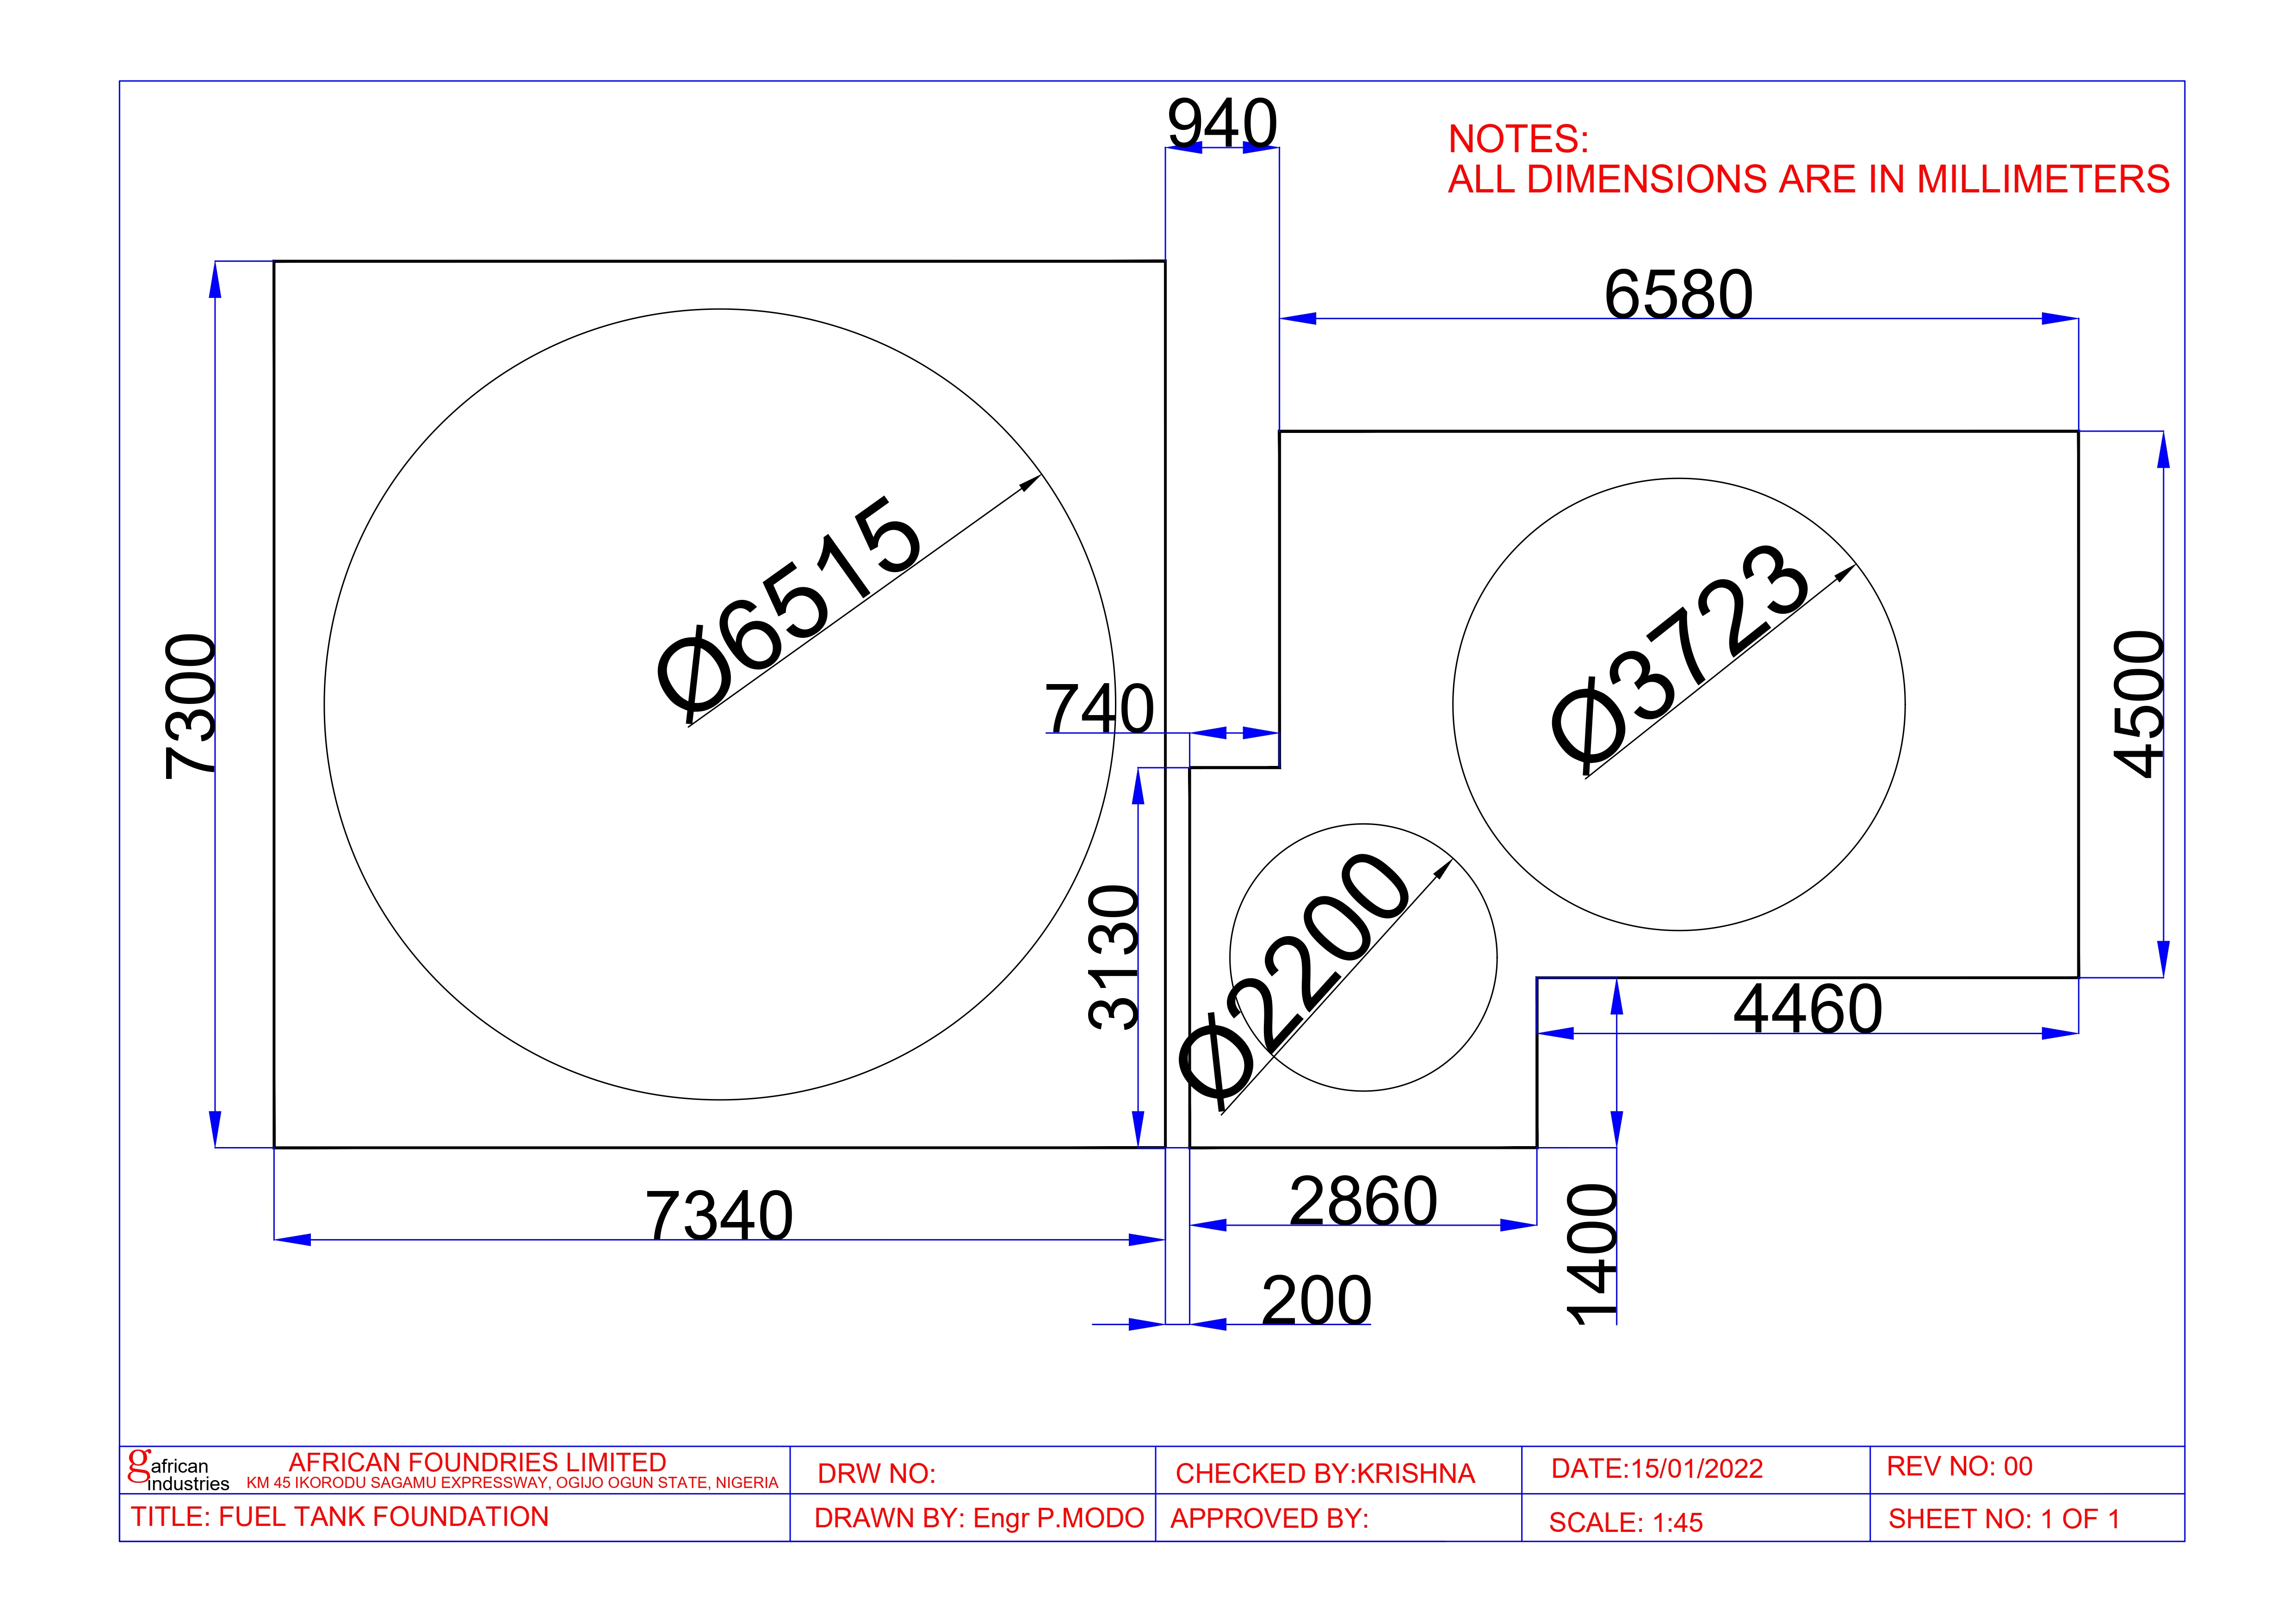 940
NOTES:
ALL DIMENSIONS ARE IN MILLIMETERS
6580
Ø6515
Ø3723
7300
740
4500
Ø2200
3130
4460
7340
2860
1400
200
g african industries
AFRICAN FOUNDRIES LIMITED
KM 45 IKORODU SAGAMU EXPRESSWAY, OGIJO OGUN STATE, NIGERIA
DRW NO:
CHECKED BY:KRISHNA
DATE:15/01/2022
REV NO: 00
TITLE: FUEL TANK FOUNDATION
DRAWN BY: Engr P.MODO
APPROVED BY:
SCALE: 1:45
SHEET NO: 1 OF 1